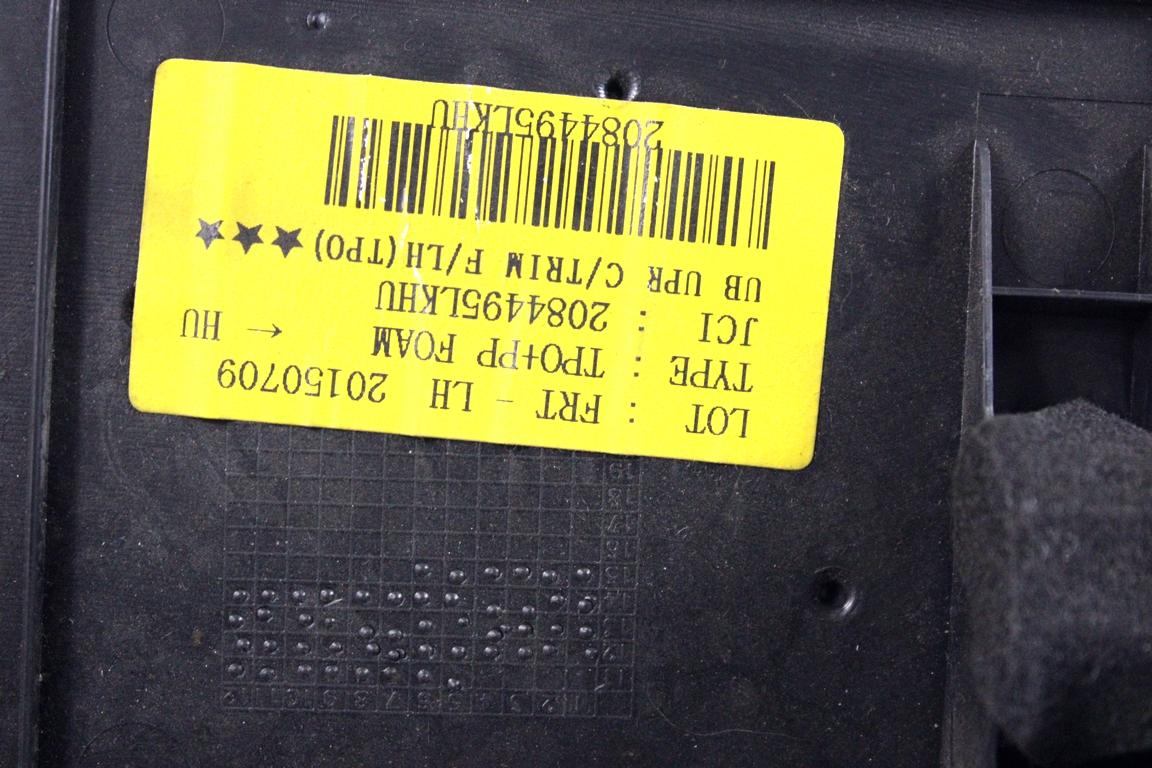 LOT : FRT - LH 20150709
TYPE : TPO+PP FOAM ← HU
JCI : 2084495LKHU
UB UPR C/TRIM F/LH(TPO)★★★
2084495LKHU